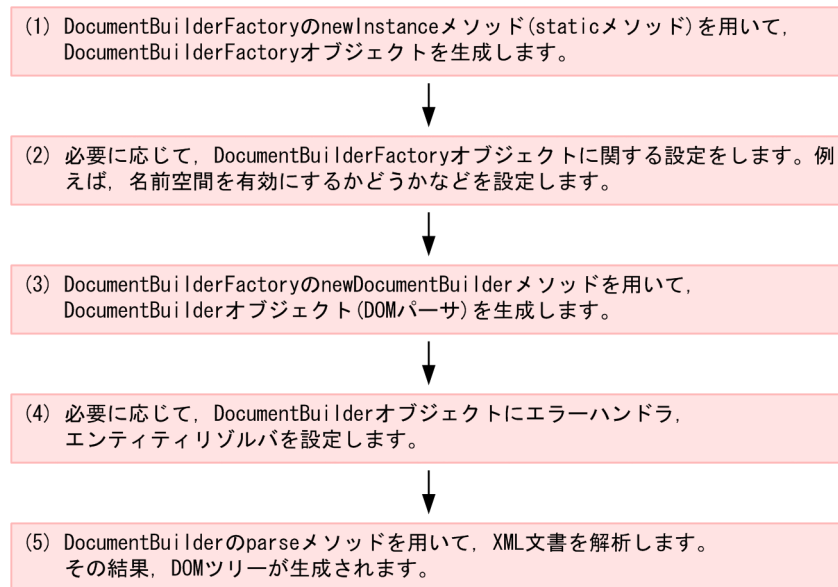 (1) DocumentBuilderFactoryのnewInstanceメソッド(staticメソッド)を用いて,
DocumentBuilderFactoryオブジェクトを生成します。
(2) 必要に応じて, DocumentBuilderFactoryオブジェクトに関する設定をします。例
えば, 名前空間を有効にするかどうかなどを設定します。
(3) DocumentBuilderFactoryのnewDocumentBuilderメソッドを用いて,
DocumentBuilderオブジェクト(DOMパーサ)を生成します。
(4) 必要に応じて, DocumentBuilderオブジェクトにエラーハンドラ,
エンティティリゾルバを設定します。
(5) DocumentBuilderのparseメソッドを用いて, XML文書を解析します。
その結果, DOMツリーが生成されます。